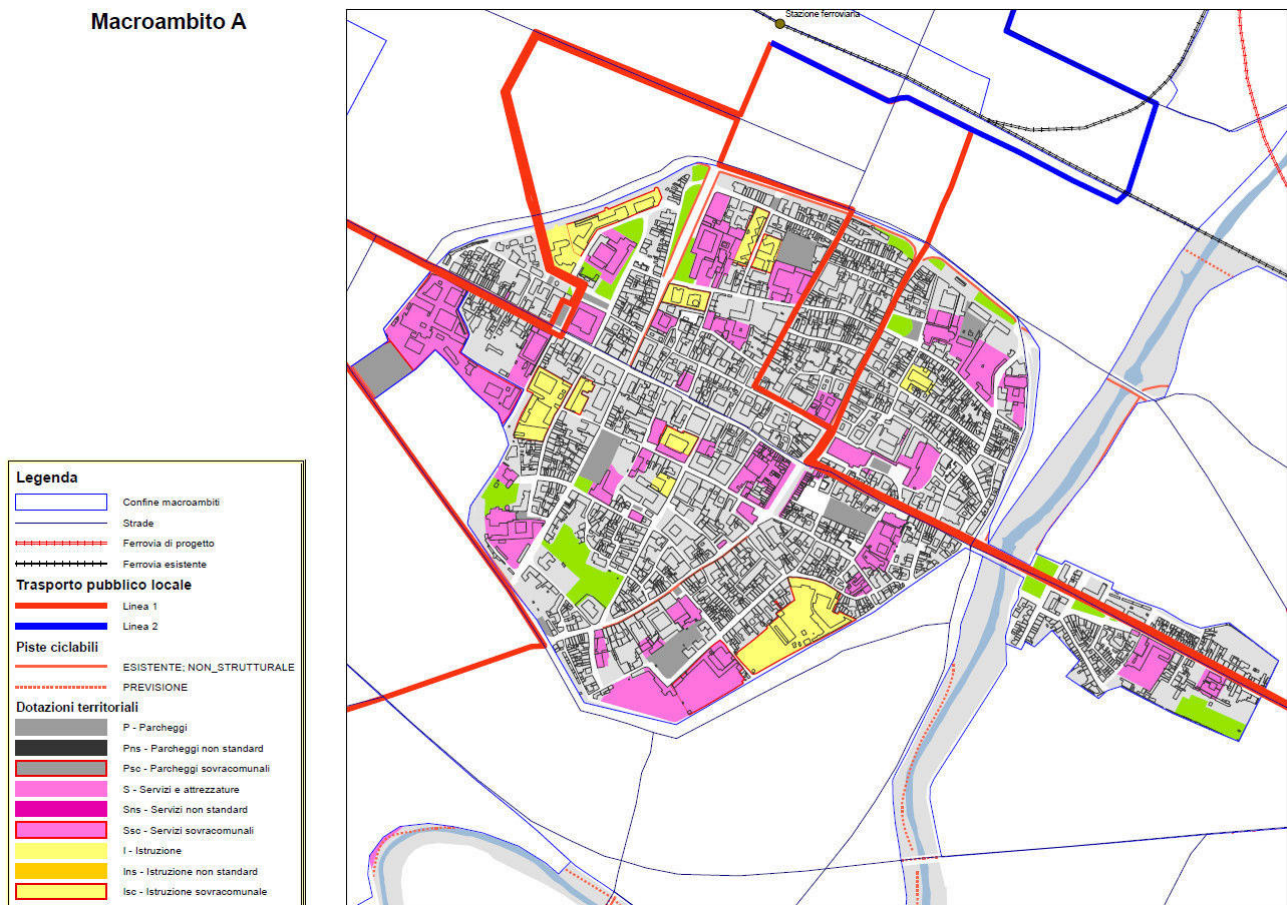 Macroambito A
Stazione ferroviaria
Legenda
Confine macroambiti
Strade
Ferrovia di progetto
Ferrovia esistente
Trasporto pubblico locale
Linea 1
Linea 2
Piste ciclabili
ESISTENTE; NON_STRUTTURALE
PREVISIONE
Dotazioni territoriali
P - Parcheggi
Pns - Parcheggi non standard
Psc - Parcheggi sovracomunali
S - Servizi e attrezzature
Sns - Servizi non standard
Ssc - Servizi sovracomunali
I - Istruzione
Ins - Istruzione non standard
Isc - Istruzione sovracomunale